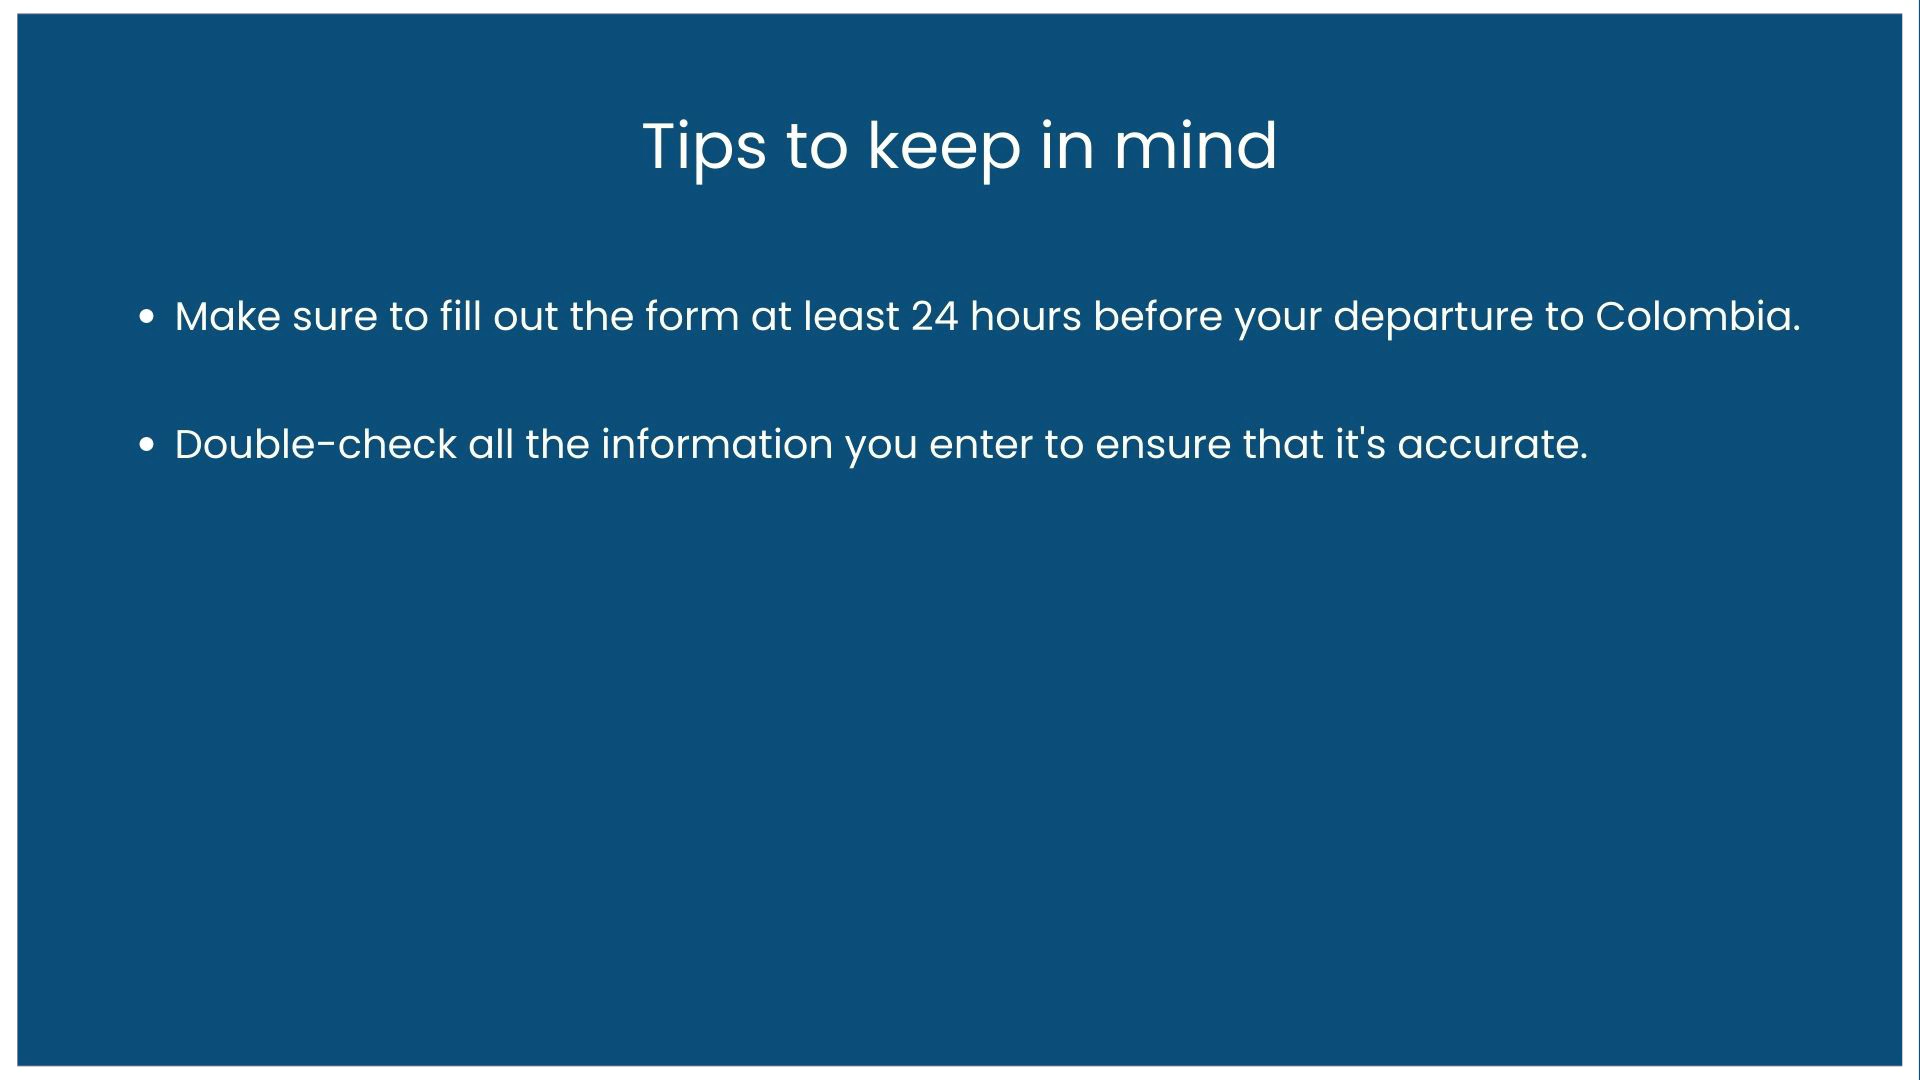 Tips to keep in mind
• Make sure to fill out the form at least 24 hours before your departure to Colombia.
• Double-check all the information you enter to ensure that it's accurate.